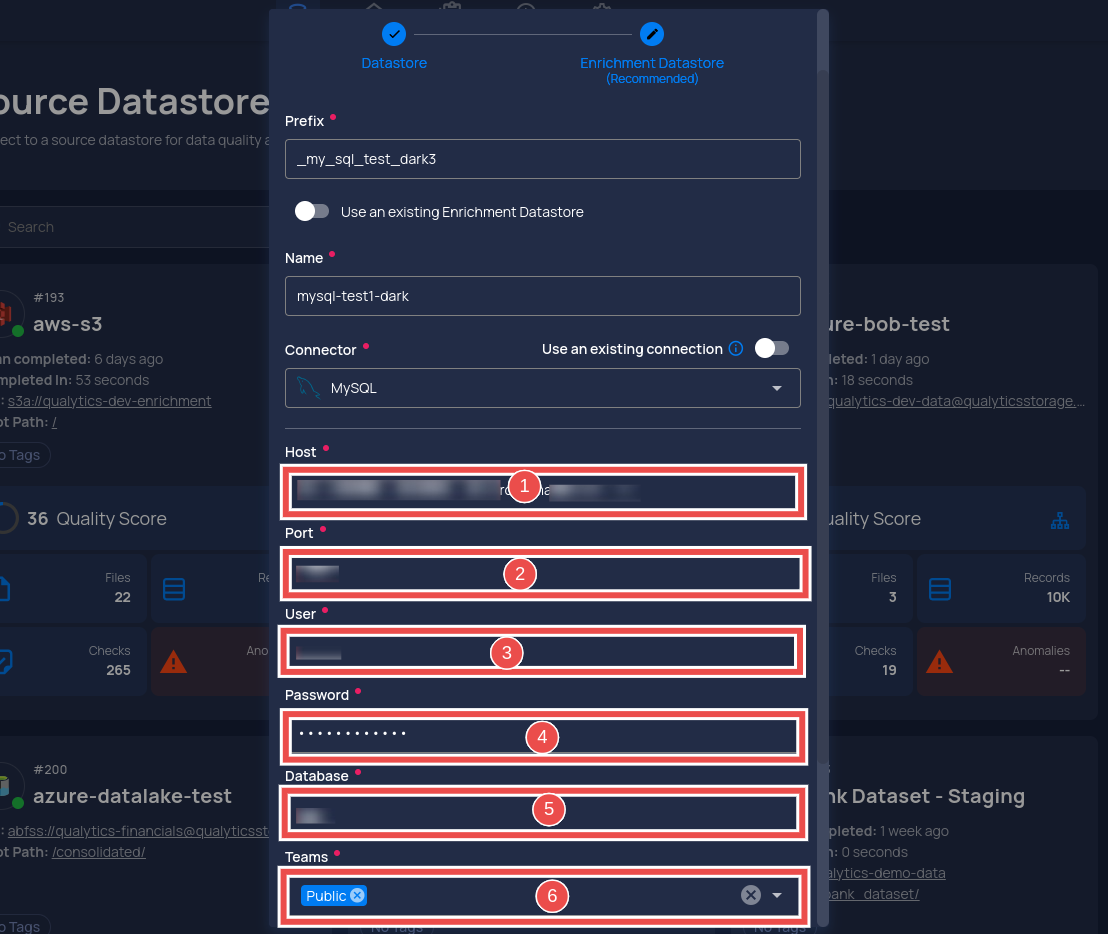 Datastore
Enrichment Datastore
(Recommended)
ource Datastore
ect to a source datastore for data quality a
Prefix
_my_sql_test_dark3
Use an existing Enrichment Datastore
Search
Name
mysql-test1-dark
#193
aws-s3
an completed: 6 days ago
mpleted In: 53 seconds
: s3a://qualytics-dev-enrichment
ot Path: /
o Tags
ure-bob-test
leted: 1 day ago
n: 18 seconds
qualytics-dev-data@qualyticsstorage....
Connector
Use an existing connection
MySQL
Host
1
Port
2
User
3
Password
••••••••••••
4
Database
5
Teams
Public
6
36 Quality Score
Files
22
Re
Checks
265
Ano
uality Score
Files
3
Records
10K
Checks
19
Anomalies
--
#200
azure-datalake-test
: abfss://qualytics-financials@qualyticsst
ot Path: /consolidated/
o Tags
nk Dataset - Staging
pleted: 1 week ago
n: 0 seconds
alytics-demo-data
bank_dataset/
No Tags
No Tags